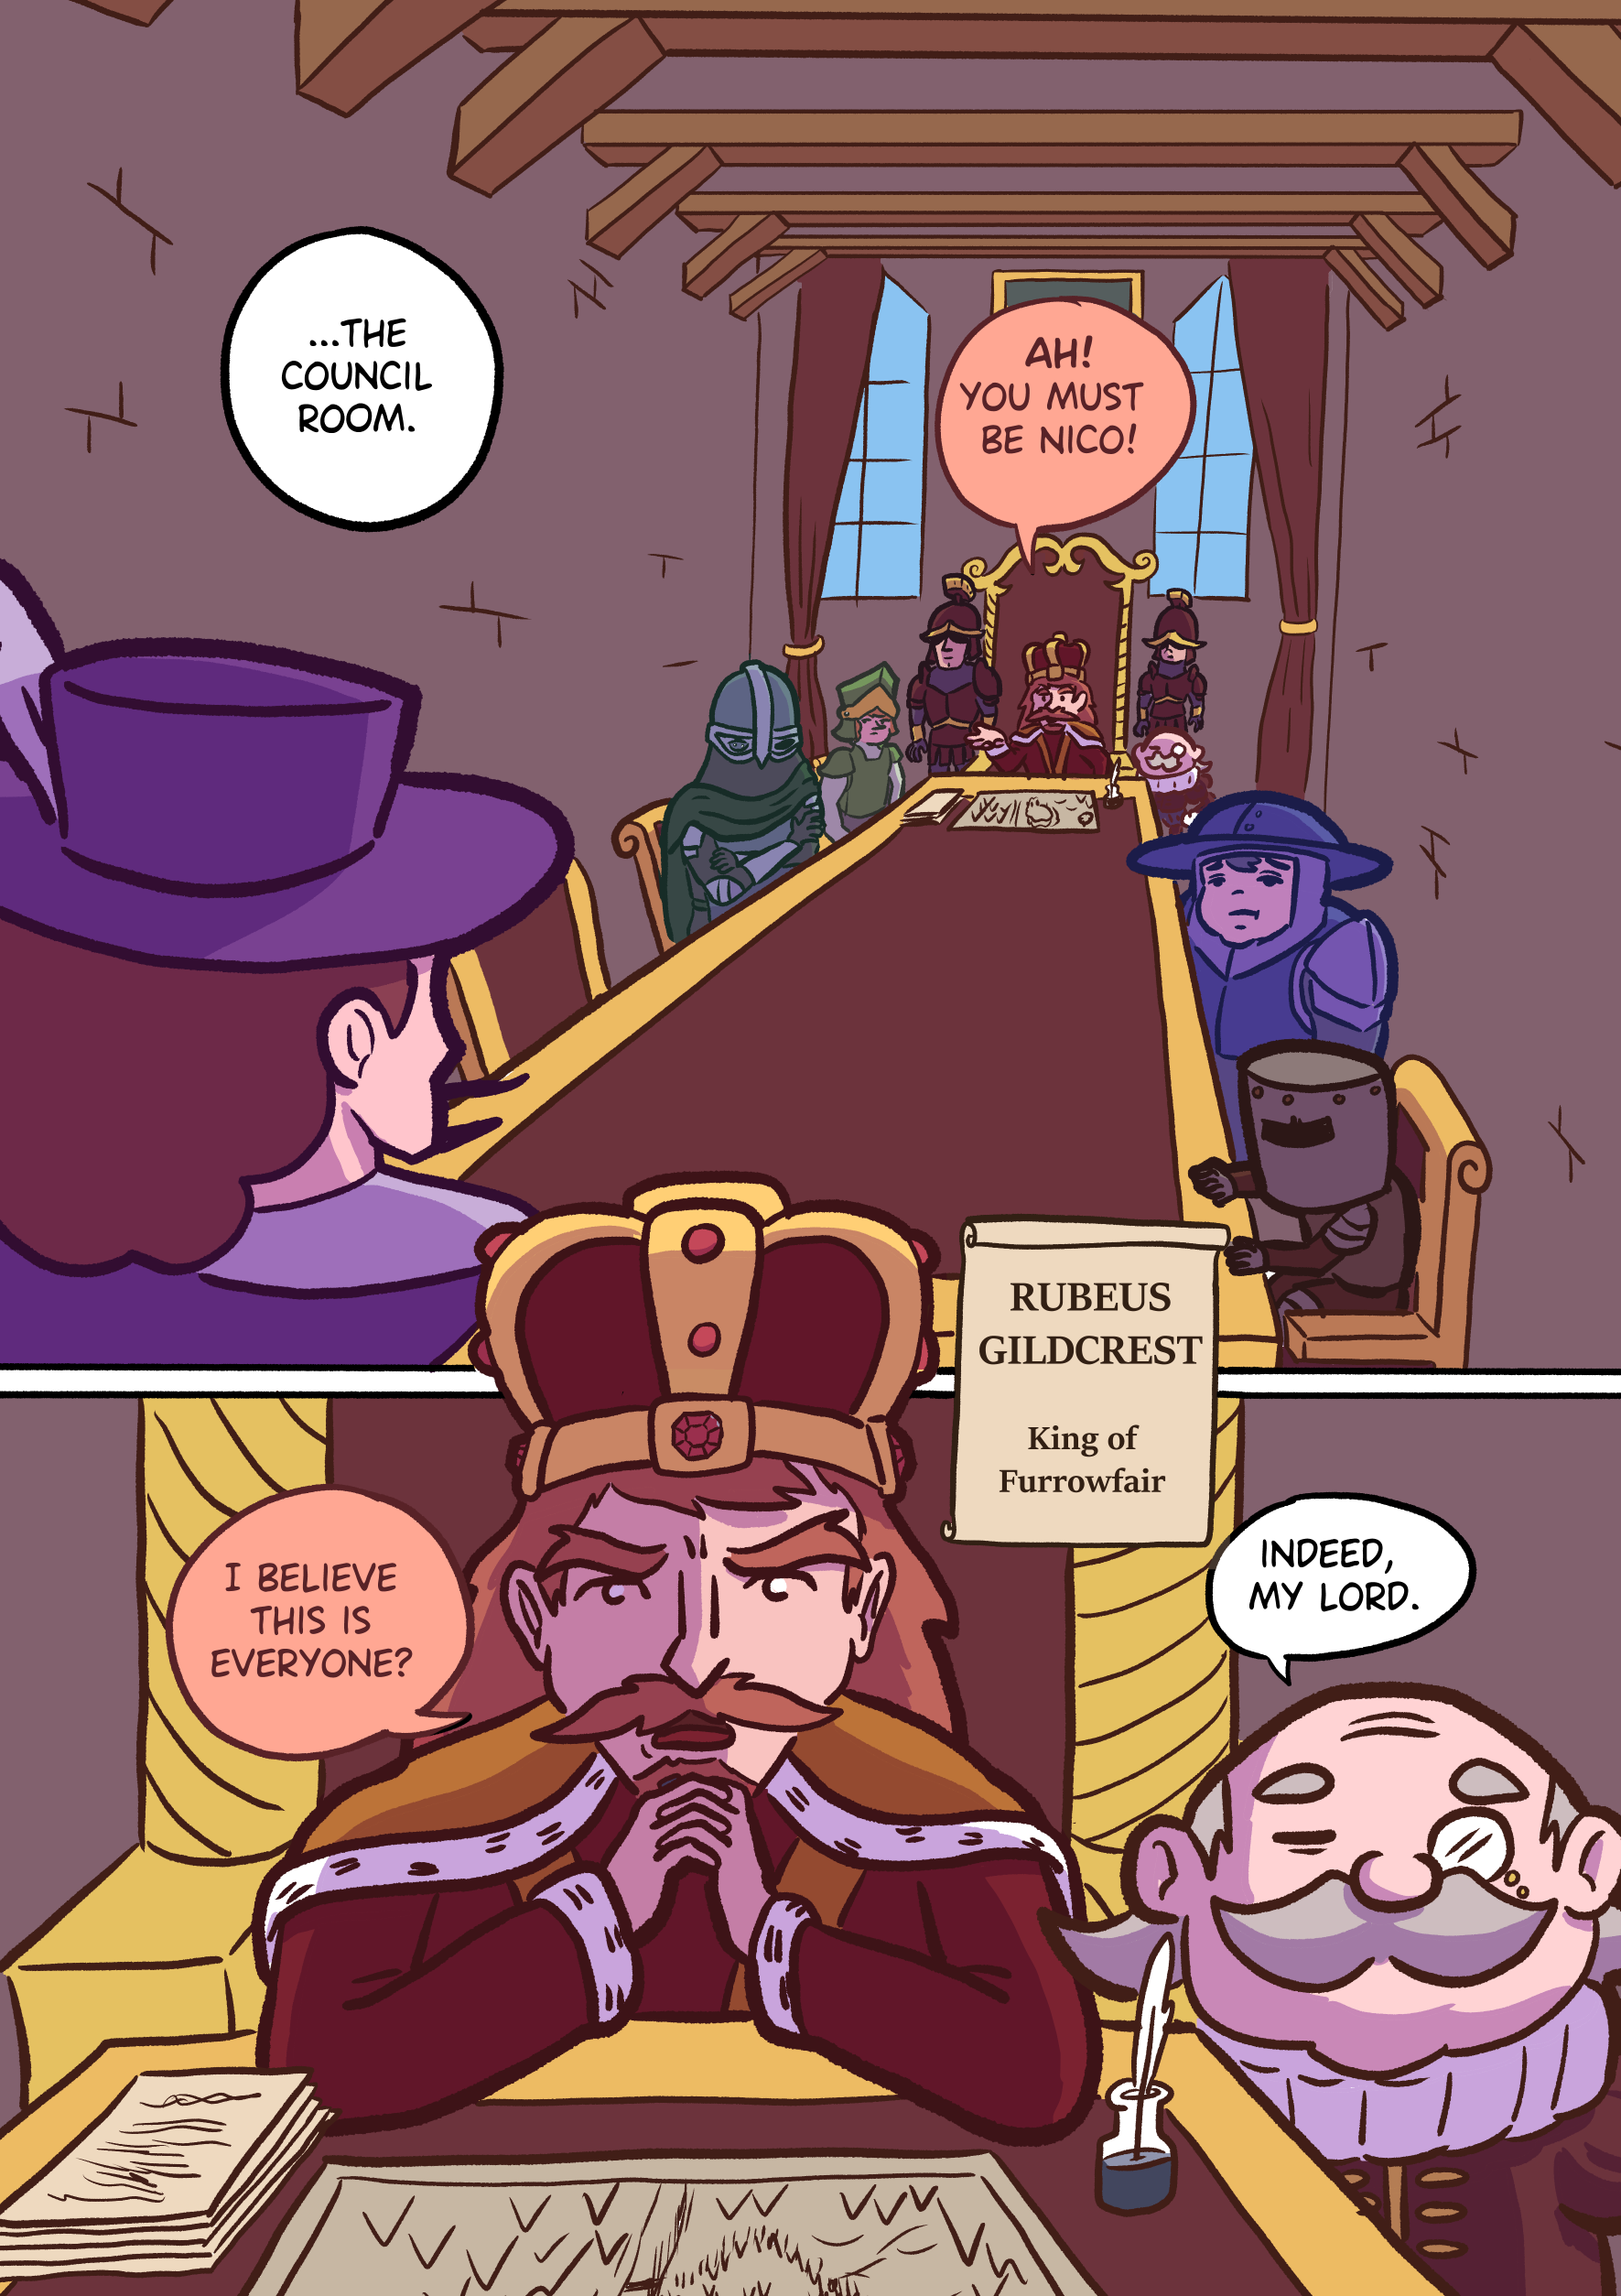 ...THE
COUNCIL
ROOM.
AH!
YOU MUST
BE NICO!
RUBEUS
GILDCREST
King of
Furrowfair
I BELIEVE
THIS IS
EVERYONE?
INDEED,
MY LORD.